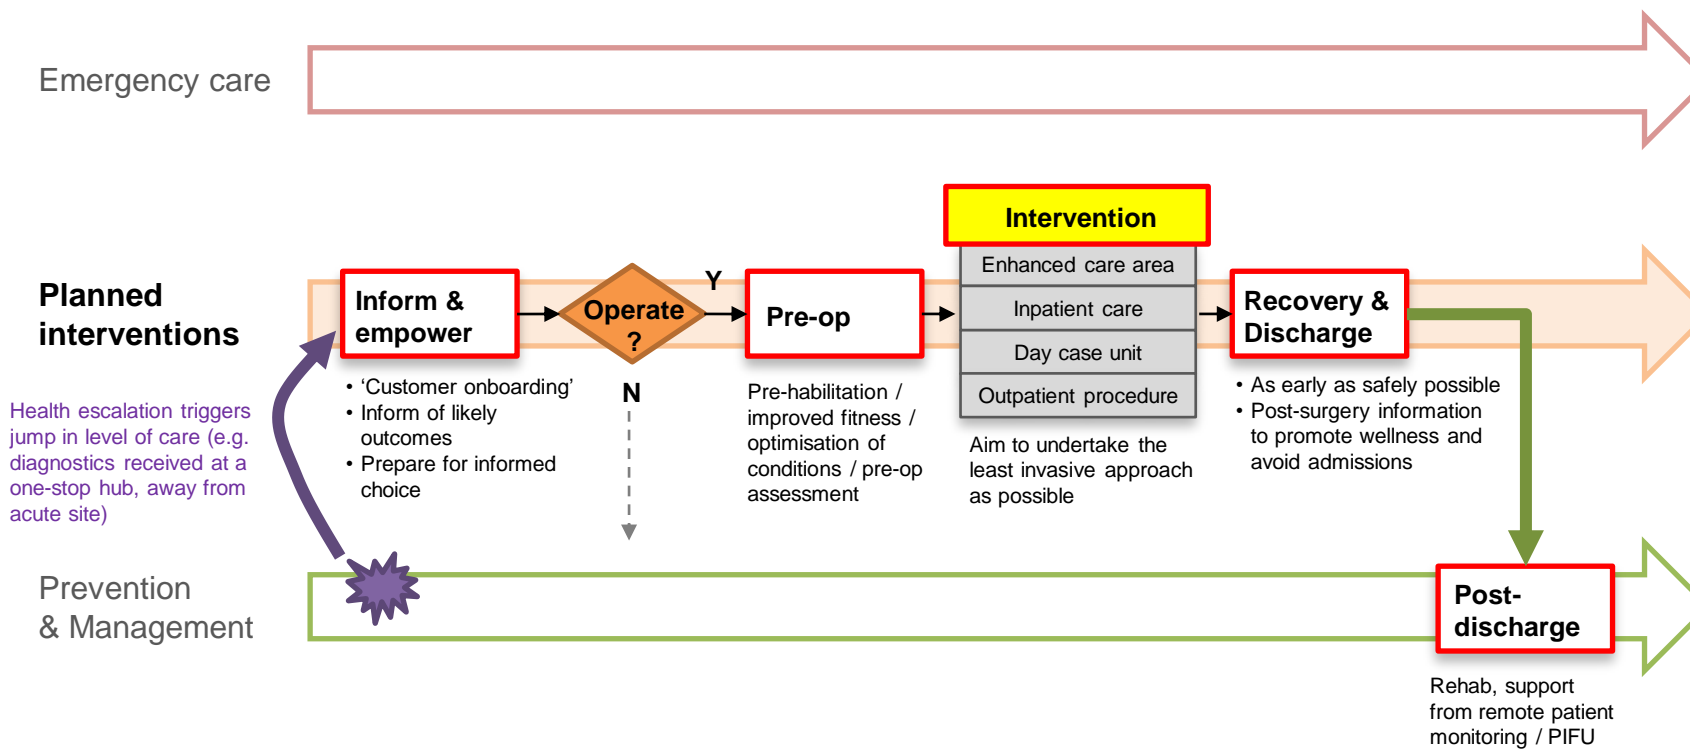 Emergency care
Planned
interventions
Health escalation triggers
jump in level of care (e.g.
diagnostics received at a
one-stop hub, away from
acute site)
Inform &
empower
• ‘Customer onboarding’
• Inform of likely
outcomes
• Prepare for informed
choice
Operate
?
Y
N
Pre-op
Pre-habilitation /
improved fitness /
optimisation of
conditions / pre-op
assessment
Intervention
Enhanced care area
Inpatient care
Day case unit
Outpatient procedure
Aim to undertake the
least invasive approach
as possible
Recovery &
Discharge
• As early as safely possible
• Post-surgery information
to promote wellness and
avoid admissions
Prevention
& Management
Post-
discharge
Rehab, support
from remote patient
monitoring / PIFU